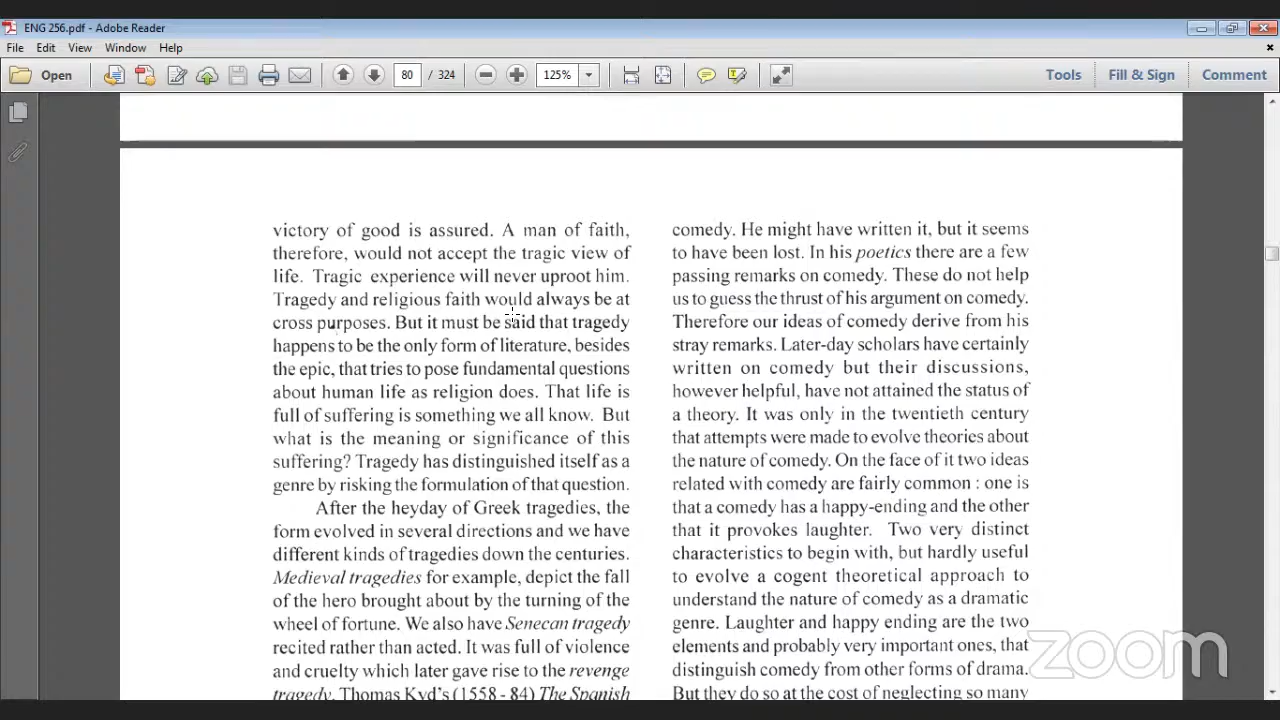 ENG 256.pdf - Adobe Reader
File Edit View Window Help
Open 80 / 324 125% Tools Fill & Sign Comment
victory of good is assured. A man of faith,
therefore, would not accept the tragic view of
life. Tragic experience will never uproot him.
Tragedy and religious faith would always be at
cross purposes. But it must be said that tragedy
happens to be the only form of literature, besides
the epic, that tries to pose fundamental questions
about human life as religion does. That life is
full of suffering is something we all know. But
what is the meaning or significance of this
suffering? Tragedy has distinguished itself as a
genre by risking the formulation of that question.
After the heyday of Greek tragedies, the
form evolved in several directions and we have
different kinds of tragedies down the centuries.
Medieval tragedies for example, depict the fall
of the hero brought about by the turning of the
wheel of fortune. We also have Senecan tragedy
recited rather than acted. It was full of violence
and cruelty which later gave rise to the revenge
tragedy. Thomas Kyd's (1558 - 84) The Spanish
comedy. He might have written it, but it seems
to have been lost. In his poetics there are a few
passing remarks on comedy. These do not help
us to guess the thrust of his argument on comedy.
Therefore our ideas of comedy derive from his
stray remarks. Later-day scholars have certainly
written on comedy but their discussions,
however helpful, have not attained the status of
a theory. It was only in the twentieth century
that attempts were made to evolve theories about
the nature of comedy. On the face of it two ideas
related with comedy are fairly common : one is
that a comedy has a happy-ending and the other
that it provokes laughter. Two very distinct
characteristics to begin with, but hardly useful
to evolve a cogent theoretical approach to
understand the nature of comedy as a dramatic
genre. Laughter and happy ending are the two
elements and probably very important ones, that
distinguish comedy from other forms of drama.
But they do so at the cost of neglecting so many
zoom